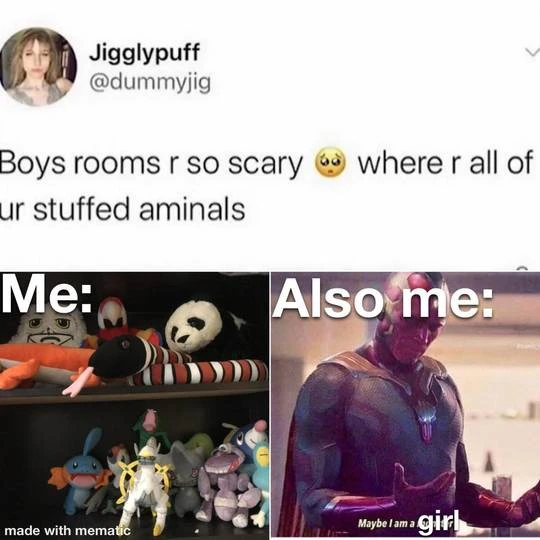 Jigglypuff
@dummyjig
Boys rooms r so scary 🥺 where r all of
ur stuffed aminals
Me:
Also me:
Maybe I am a girl
made with mematic